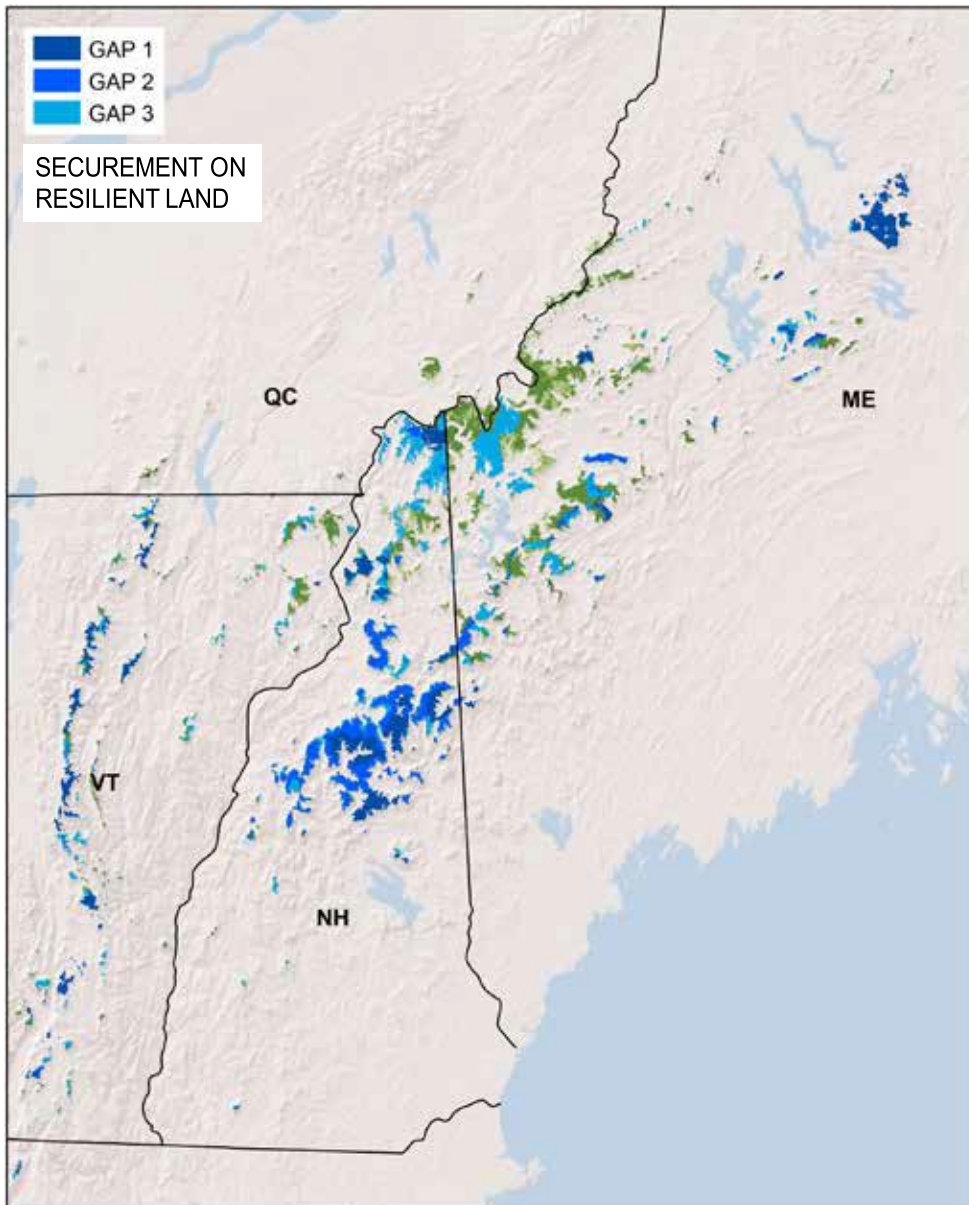 GAP 1
GAP 2
GAP 3
SECUREMENT ON
RESILIENT LAND
QC
ME
VT
NH